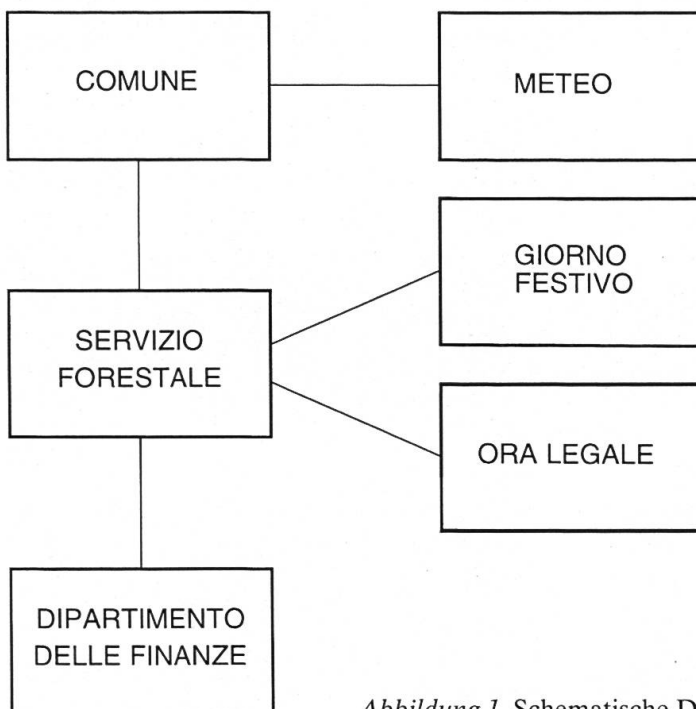 COMUNE
METEO
GIORNO
FESTIVO
SERVIZIO
FORESTALE
ORA LEGALE
DIPARTIMENTO
DELLE FINANZE
Abbildung 1. Schematische D